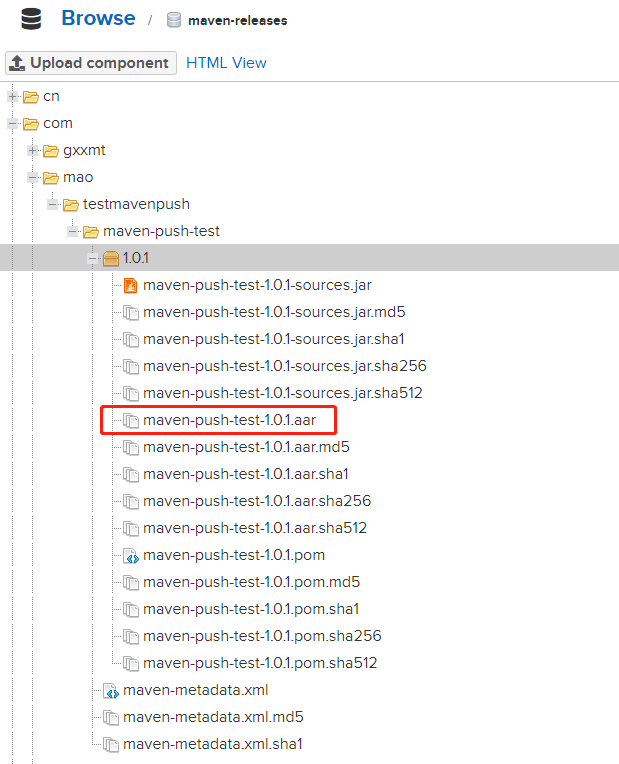 Browse / maven-releases
Upload component HTML View
cn
com
gxxmt
mao
testmavenpush
maven-push-test
1.0.1
maven-push-test-1.0.1-sources.jar
maven-push-test-1.0.1-sources.jar.md5
maven-push-test-1.0.1-sources.jar.sha1
maven-push-test-1.0.1-sources.jar.sha256
maven-push-test-1.0.1-sources.jar.sha512
maven-push-test-1.0.1.aar
maven-push-test-1.0.1.aar.md5
maven-push-test-1.0.1.aar.sha1
maven-push-test-1.0.1.aar.sha256
maven-push-test-1.0.1.aar.sha512
maven-push-test-1.0.1.pom
maven-push-test-1.0.1.pom.md5
maven-push-test-1.0.1.pom.sha1
maven-push-test-1.0.1.pom.sha256
maven-push-test-1.0.1.pom.sha512
maven-metadata.xml
maven-metadata.xml.md5
maven-metadata.xml.sha1